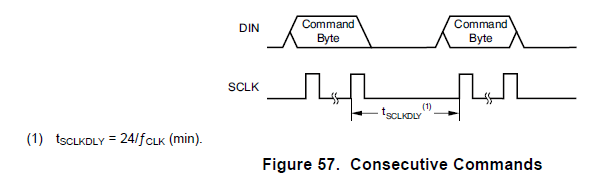 DIN
Command
Byte
Command
Byte
SCLK
tSCLKDLY (1)
(1) tSCLKDLY = 24/fCLK (min).
Figure 57. Consecutive Commands